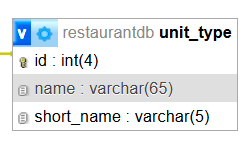 v restaurantdb unit_type
id : int(4)
name : varchar(65)
short_name : varchar(5)